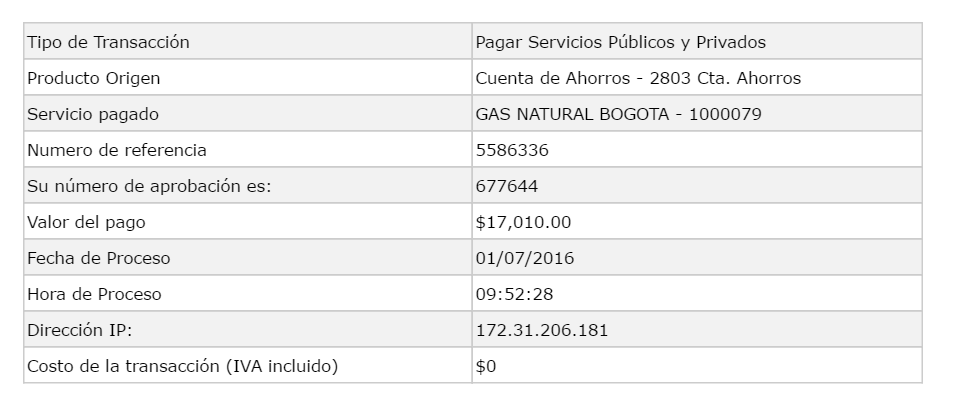 Tipo de Transacción Pagar Servicios Públicos y Privados
Producto Origen Cuenta de Ahorros - 2803 Cta. Ahorros
Servicio pagado GAS NATURAL BOGOTA - 1000079
Numero de referencia 5586336
Su número de aprobación es: 677644
Valor del pago $17,010.00
Fecha de Proceso 01/07/2016
Hora de Proceso 09:52:28
Dirección IP: 172.31.206.181
Costo de la transacción (IVA incluido) $0